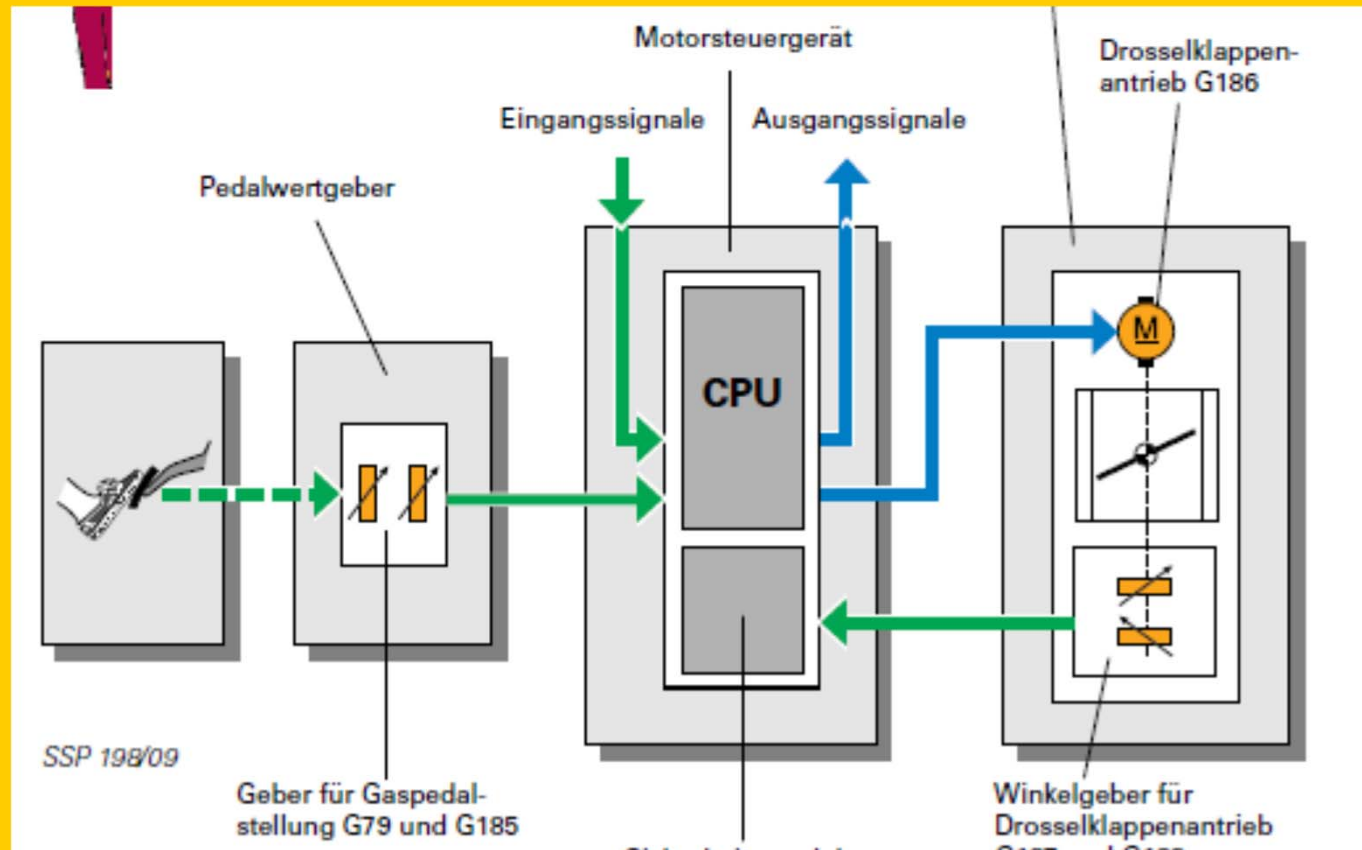 Motorsteuergerät
Drosselklappen-
antrieb G186
Eingangssignale
Ausgangssignale
Pedalwertgeber
M
CPU
SSP 198/09
Geber für Gaspedal-
stellung G79 und G185
Winkelgeber für
Drosselklappenantrieb